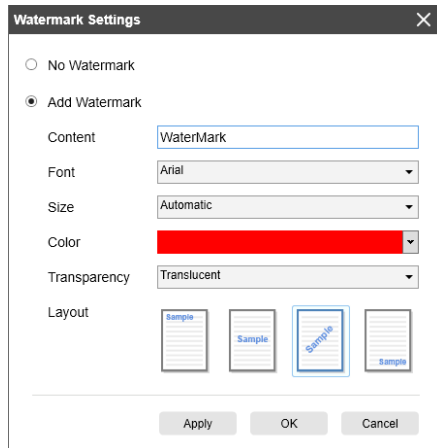 Watermark Settings
No Watermark
Add Watermark
Content WaterMark
Font Arial
Size Automatic
Color
Transparency Translucent
Layout Sample Sample Sample Sample
Apply OK Cancel